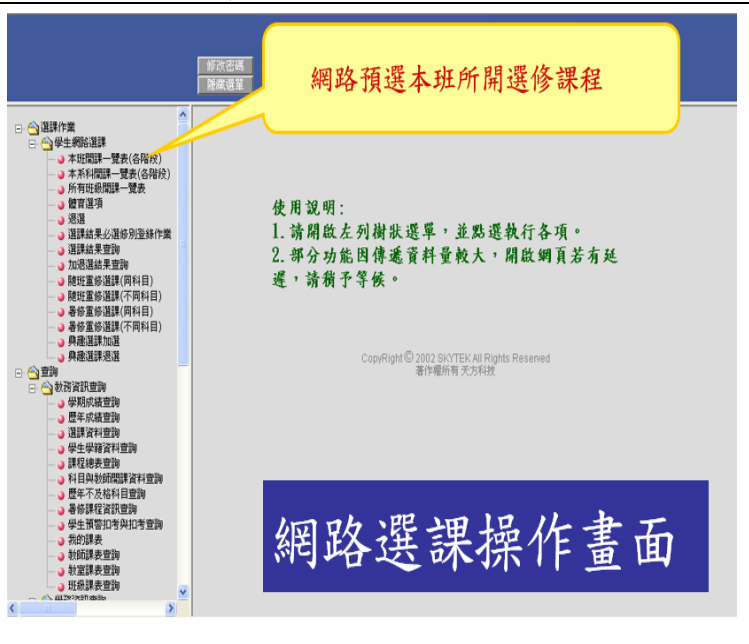 修改密碼
隱藏選單
網路預選本班所開選修課程
選課作業
學生網路選課
本班開課一覽表(各階段)
本系科開課一覽表(各階段)
所有班級開課一覽表
體育選項
退選
選課結果必選修別登錄作業
選課結果查詢
加退選結果查詢
隨班重修選課(同科目)
隨班重修選課(不同科目)
暑修重修選課(同科目)
暑修重修選課(不同科目)
興趣選課加選
興趣選課退選
查詢
教務資訊查詢
學期成績查詢
歷年成績查詢
選課資料查詢
學生學籍資料查詢
課程總表查詢
科目與教師開課資料查詢
歷年不及格科目查詢
暑修課程資訊查詢
學生預警扣考與扣考查詢
我的課表
教師課表查詢
教室課表查詢
班級課表查詢
使用說明:
1.請開啟左列樹狀選單，並點選執行各項。
2.部分功能因傳遞資料量較大，開啟網頁若有延
遲，請稍予等候。
CopyRight © 2002 SKYTEK All Rights Reserved
著作權所有 天方科技
網路選課操作畫面